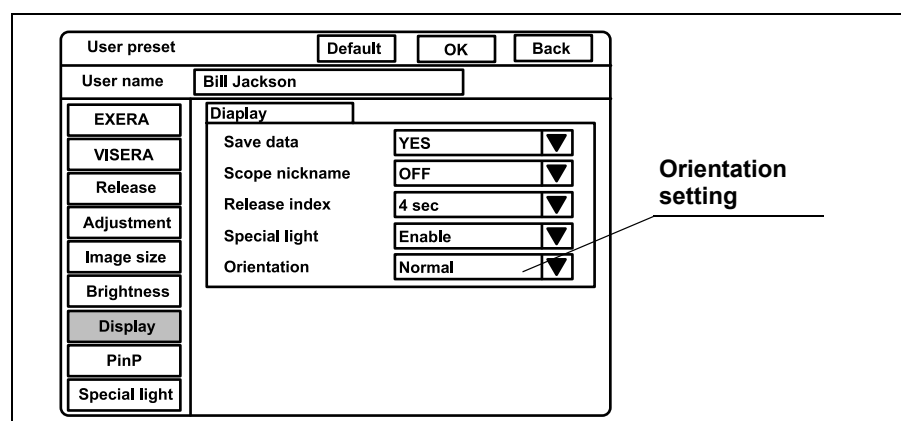 User preset Default OK Back
User name Bill Jackson
EXERA
VISERA
Release
Adjustment
Image size
Brightness
Display
PinP
Special light
Diaplay
Save data YES
Scope nickname OFF
Release index 4 sec
Special light Enable
Orientation Normal
Orientation
setting